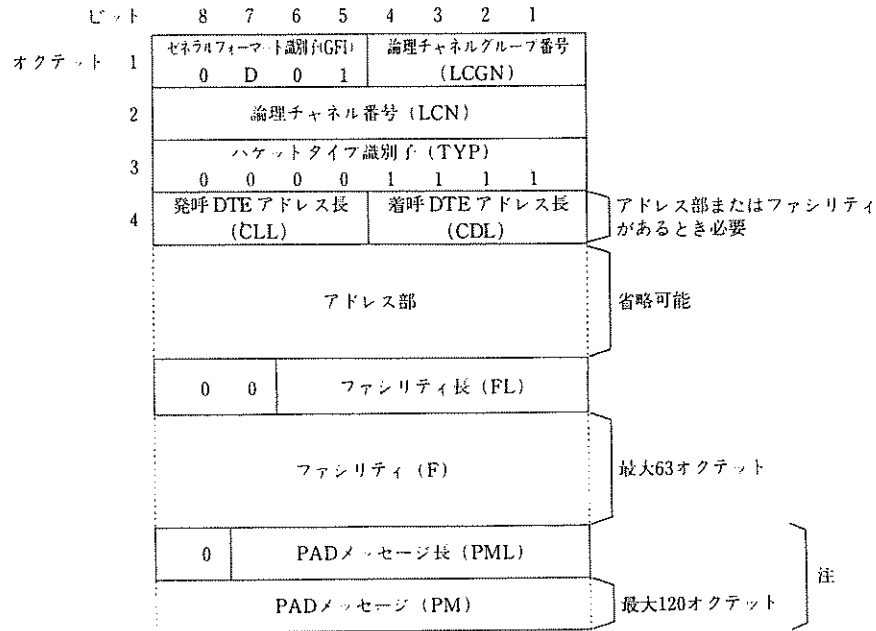 ビット 8 7 6 5 4 3 2 1
オクテット 1
ゼネラルフォーマット識別子(GFI)
0 D 0 1
論理チャネルグループ番号
(LCGN)
2
論理チャネル番号 (LCN)
3
パケットタイプ識別子 (TYP)
0 0 0 0 1 1 1 1
4
発呼DTEアドレス長
(CLL)
着呼DTEアドレス長
(CDL)
アドレス部またはファシリティ
があるとき必要
アドレス部
省略可能
0 0
ファシリティ長 (FL)
ファシリティ (F)
最大63オクテット
0
PADメッセージ長 (PML)
注
PADメッセージ (PM)
最大120オクテット